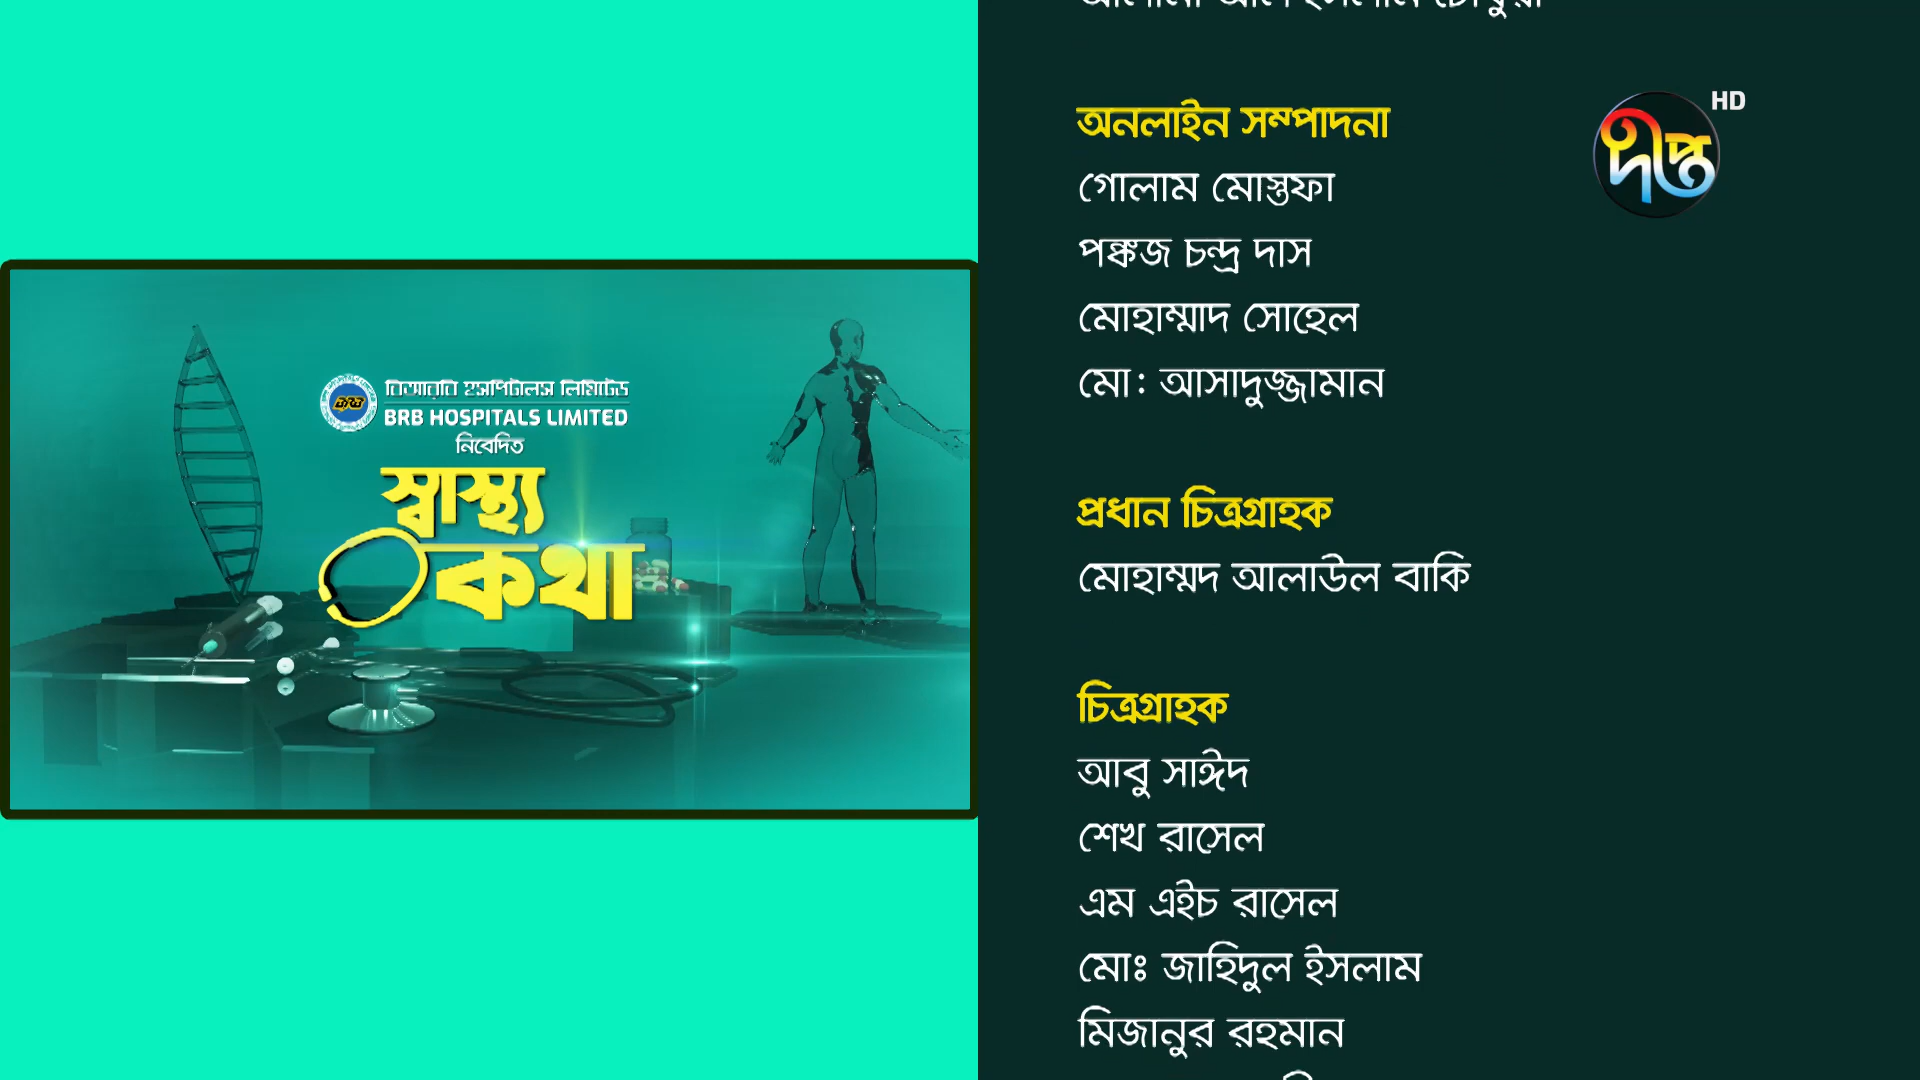 বিআরবি হসপিটালস লিমিটেড
BRB HOSPITALS LIMITED
নিবেদিত
স্বাস্থ্য
কথা
HD
দীপ্ত
অনলাইন সম্পাদনা
গোলাম মোস্তফা
পঙ্কজ চন্দ্র দাস
মোহাম্মাদ সোহেল
মো: আসাদুজ্জামান
প্রধান চিত্রগ্রাহক
মোহাম্মদ আলাউল বাকি
চিত্রগ্রাহক
আবু সাঈদ
শেখ রাসেল
এম এইচ রাসেল
মোঃ জাহিদুল ইসলাম
মিজানুর রহমান